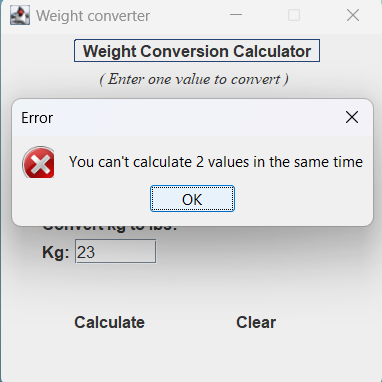 Weight converter
Weight Conversion Calculator
( Enter one value to convert )
Error
You can't calculate 2 values in the same time
OK
Convert kg to lbs:
Kg: 23
Calculate Clear